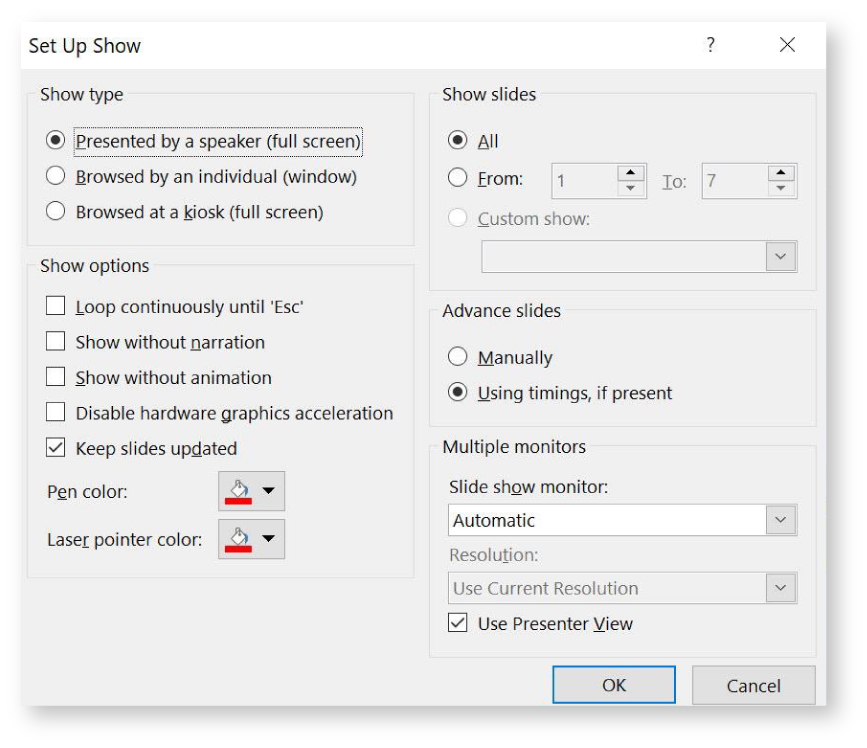 Set Up Show
?
Show type
Presented by a speaker (full screen)
Browsed by an individual (window)
Browsed at a kiosk (full screen)
Show options
Loop continuously until 'Esc'
Show without narration
Show without animation
Disable hardware graphics acceleration
Keep slides updated
Pen color:
Laser pointer color:
Show slides
All
From: 1 To: 7
Custom show:
Advance slides
Manually
Using timings, if present
Multiple monitors
Slide show monitor:
Automatic
Resolution:
Use Current Resolution
Use Presenter View
OK Cancel